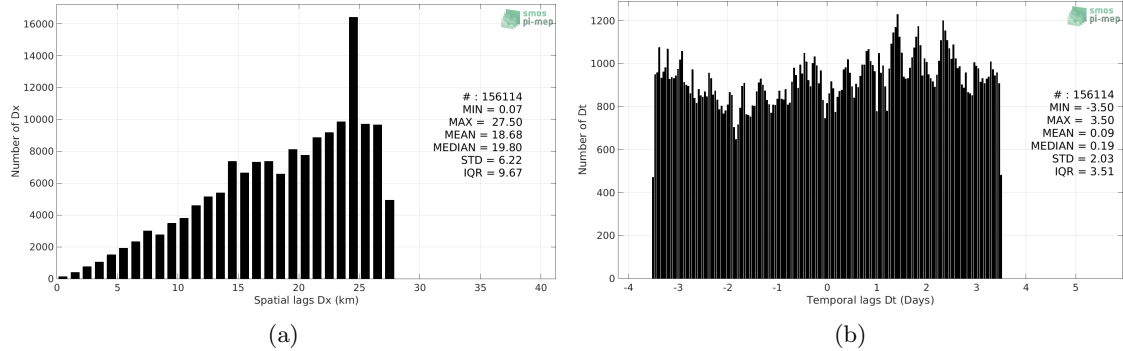 16000
14000
12000
10000
8000
6000
4000
2000
0
Number of Dx
0 5 10 15 20 25 30 35 40
Spatial lags Dx (km)
smos
pi-mep
# : 156114
MIN = 0.07
MAX = 27.50
MEAN = 18.68
MEDIAN = 19.80
STD = 6.22
IQR = 9.67
(a)
1200
1000
800
600
400
200
0
Number of Dt
-4 -3 -2 -1 0 1 2 3 4 5
Temporal lags Dt (Days)
smos
pi-mep
# : 156114
MIN = -3.50
MAX = 3.50
MEAN = 0.09
MEDIAN = 0.19
STD = 2.03
IQR = 3.51
(b)